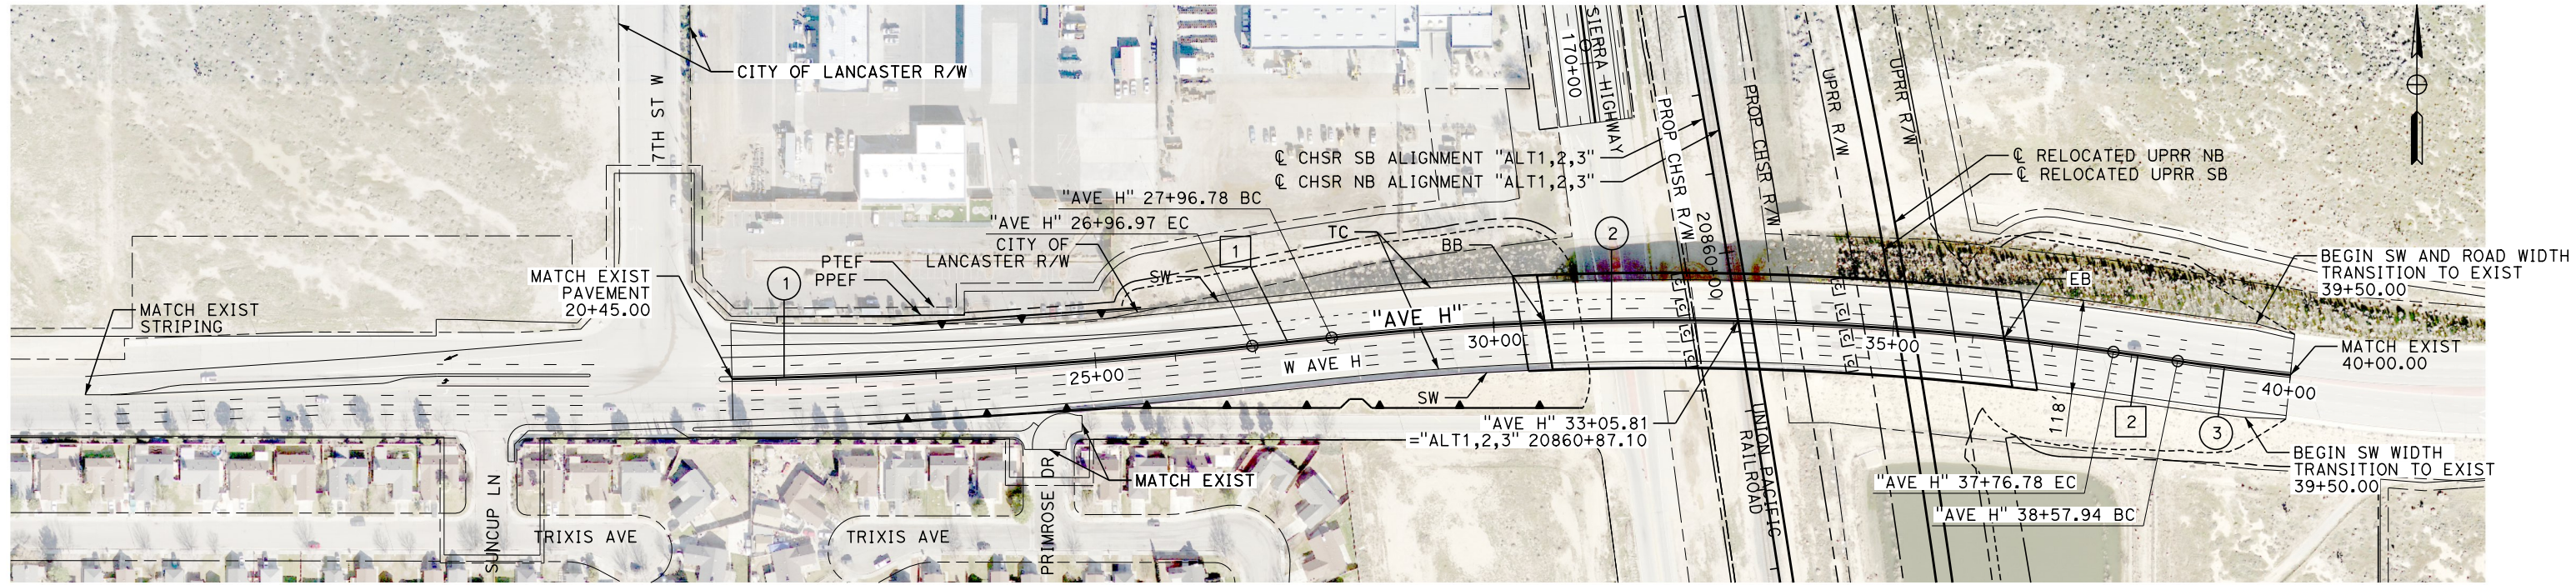 CITY OF LANCASTER R/W
7TH ST W
SIERRA HIGHWAY
170+00
PROP CHSR R/W
PROP CHSR R/W
UPRR R/W
UPRR R/W
℄ CHSR SB ALIGNMENT "ALT1,2,3"
℄ CHSR NB ALIGNMENT "ALT1,2,3"
℄ RELOCATED UPRR NB
℄ RELOCATED UPRR SB
"AVE H" 27+96.78 BC
"AVE H" 26+96.97 EC
CITY OF
LANCASTER R/W
1
TC
BB
2
20860+00
PTEF
PPEF
SW
MATCH EXIST
PAVEMENT
20+45.00
1
MATCH EXIST
STRIPING
"AVE H"
W AVE H
25+00
30+00
35+00
40+00
EB
BEGIN SW AND ROAD WIDTH
TRANSITION TO EXIST
39+50.00
MATCH EXIST
40+00.00
C
C
C
C
C
C
C
C
SW
118'
2
3
"AVE H" 33+05.81
="ALT1,2,3" 20860+87.10
UNION PACIFIC
RAILROAD
BEGIN SW WIDTH
TRANSITION TO EXIST
39+50.00
"AVE H" 37+76.78 EC
"AVE H" 38+57.94 BC
MATCH EXIST
SUNCUP LN
TRIXIS AVE
TRIXIS AVE
PRIMROSE DR